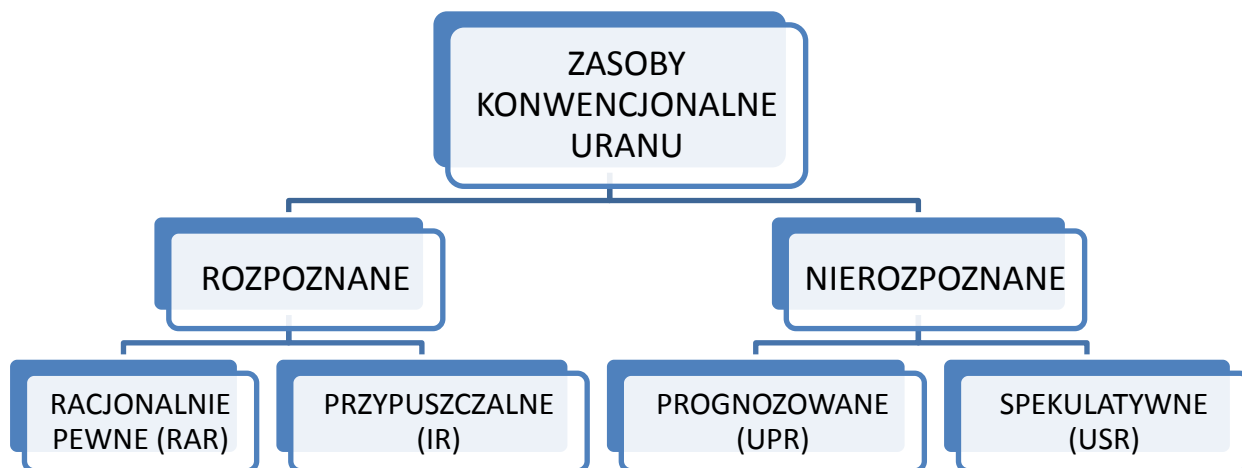 ZASOBY
KONWENCJONALNE
URANU
ROZPOZNANE
NIEROZPOZNANE
RACJONALNIE
PEWNE (RAR)
PRZYPUSZCZALNE
(IR)
PROGNOZOWANE
(UPR)
SPEKULATYWNE
(USR)